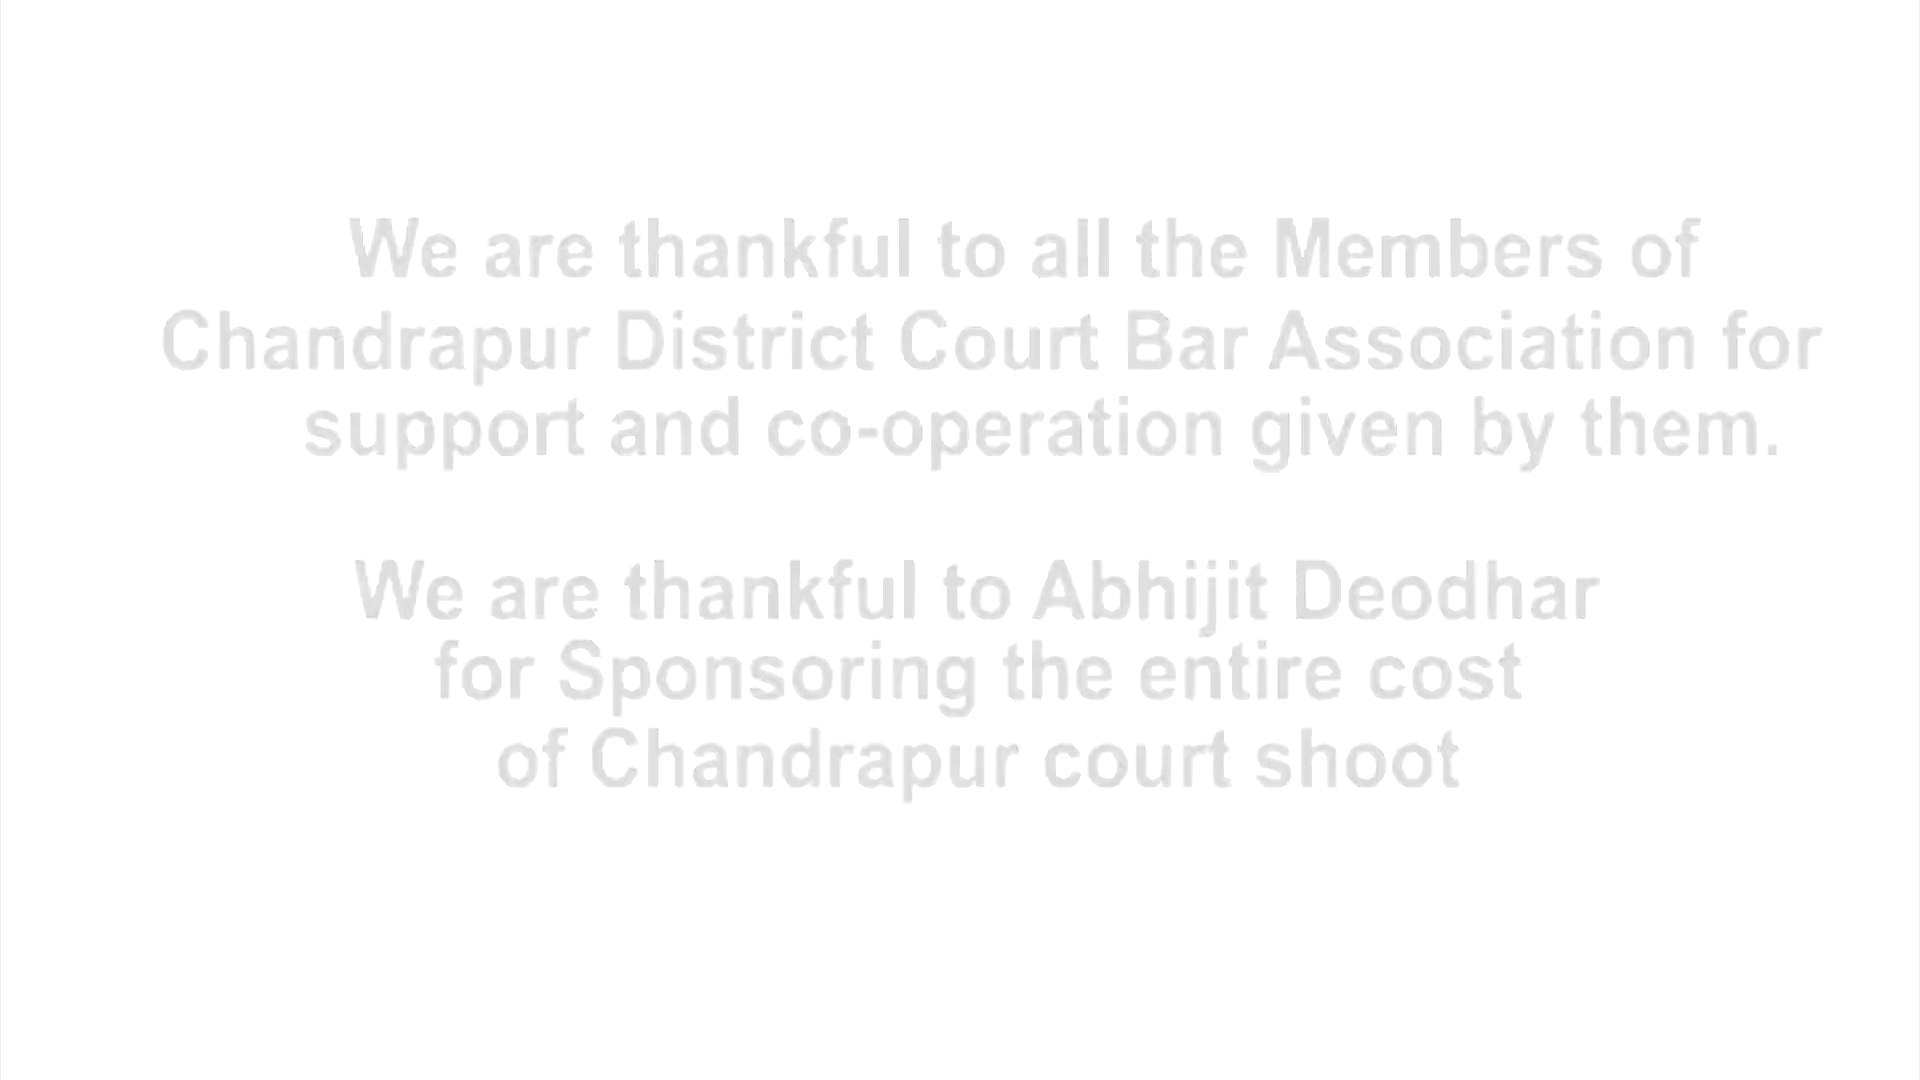 We are thankful to all the Members of
Chandrapur District Court Bar Association for
support and co-operation given by them.
We are thankful to Abhijit Deodhar
for Sponsoring the entire cost
of Chandrapur court shoot